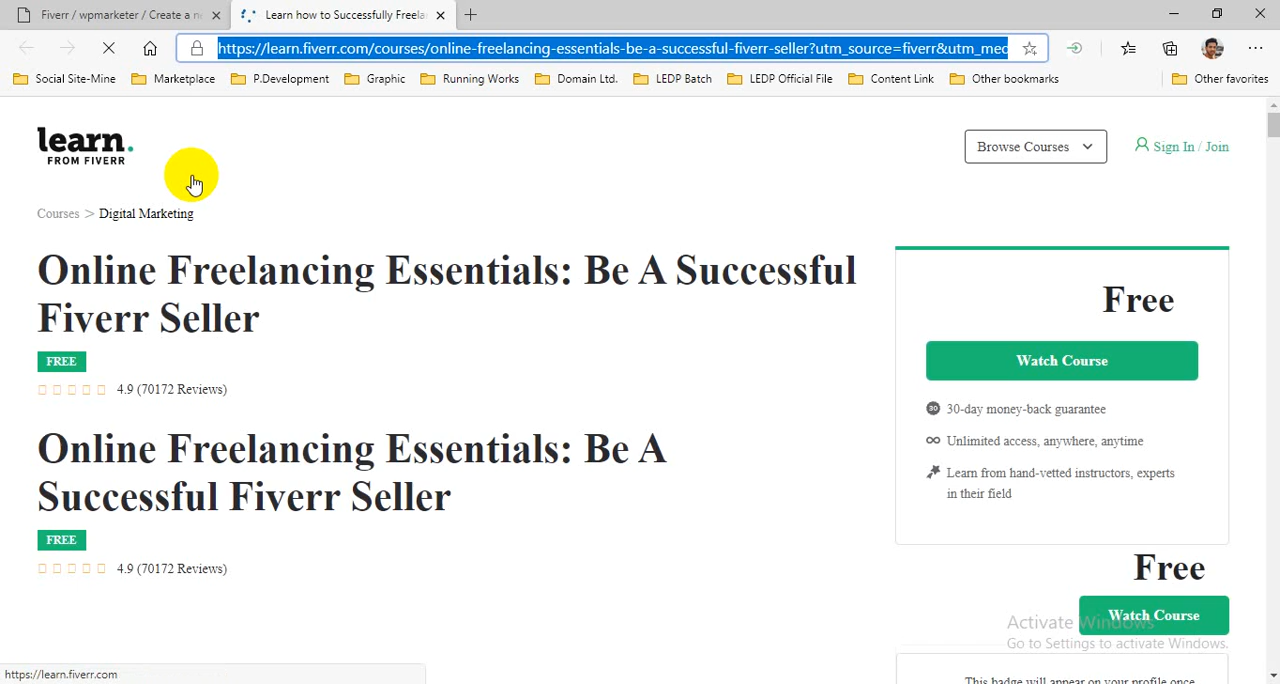 Fiverr / wpmarketer / Create a ne
Learn how to Successfully Freela
https://learn.fiverr.com/courses/online-freelancing-essentials-be-a-successful-fiverr-seller?utm_source=fiverr&utm_med
Social Site-Mine
Marketplace
P.Development
Graphic
Running Works
Domain Ltd.
LEDP Batch
LEDP Official File
Content Link
Other bookmarks
Other favorites
learn.
FROM FIVERR
Browse Courses
Sign In / Join
Courses > Digital Marketing
Online Freelancing Essentials: Be A Successful
Fiverr Seller
FREE
4.9 (70172 Reviews)
Online Freelancing Essentials: Be A
Successful Fiverr Seller
FREE
4.9 (70172 Reviews)
Free
Watch Course
30 30-day money-back guarantee
Unlimited access, anywhere, anytime
Learn from hand-vetted instructors, experts
in their field
Free
Watch Course
Activate Windows
Go to Settings to activate Windows.
This badge will appear on your profile once
https://learn.fiverr.com